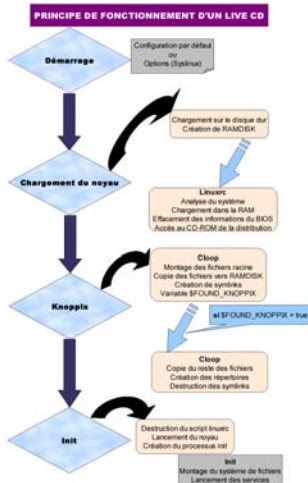 PRINCIPE DE FONCTIONNEMENT D'UN LIVE CD
Démarrage
Configuration par défaut
ou
Options (Syslinux)
Chargement sur le disque dur
Création de RAMDISK
Chargement du noyau
Linuxrc
Analyse du système
Chargement dans la RAM
Effacement des informations du BIOS
Accès au CD-ROM de la distribution
Cloop
Montage des fichiers racine
Copie des fichiers vers RAMDISK
Création de symlinks
Variable $FOUND_KNOPPIX
Knoppix
si $FOUND_KNOPPIX = true
Cloop
Copie du reste des fichiers
Création des répertoires
Destruction des symlinks
Init
Destruction du script linuxrc
Lancement du noyau
Création du processus init
Init
Montage du système de fichiers
Lancement des services